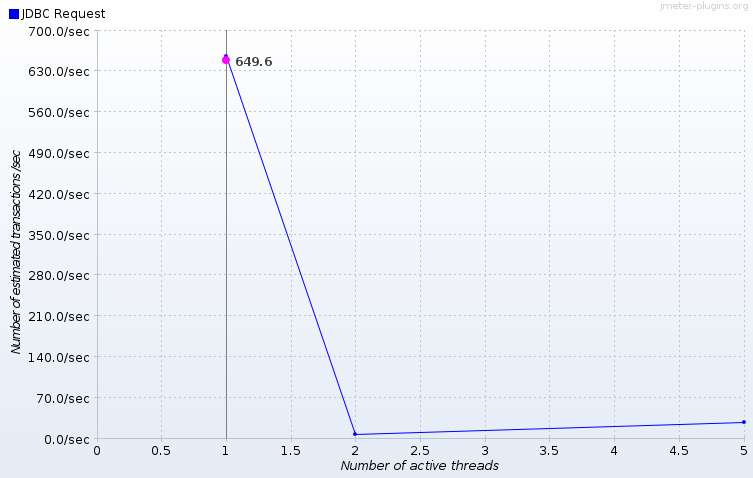 jmeter-plugins.org
JDBC Request
700.0/sec
630.0/sec
560.0/sec
490.0/sec
420.0/sec
350.0/sec
280.0/sec
210.0/sec
140.0/sec
70.0/sec
0.0/sec
Number of estimated transactions /sec
649.6
0 0.5 1 1.5 2 2.5 3 3.5 4 4.5 5
Number of active threads